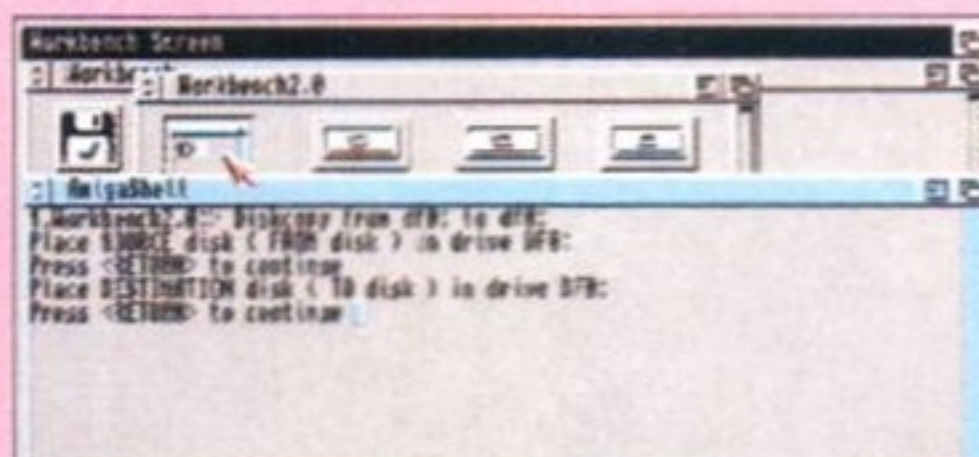 Workbench Screen
Workbench
Workbench2.0
AmigaShell
1.Workbench2.0:> Diskcopy from df0: to df0:
Place SOURCE disk ( FROM disk ) in drive DF0:
Press <RETURN> to continue
Place DESTINATION disk ( TO disk ) in drive DF0:
Press <RETURN> to continue